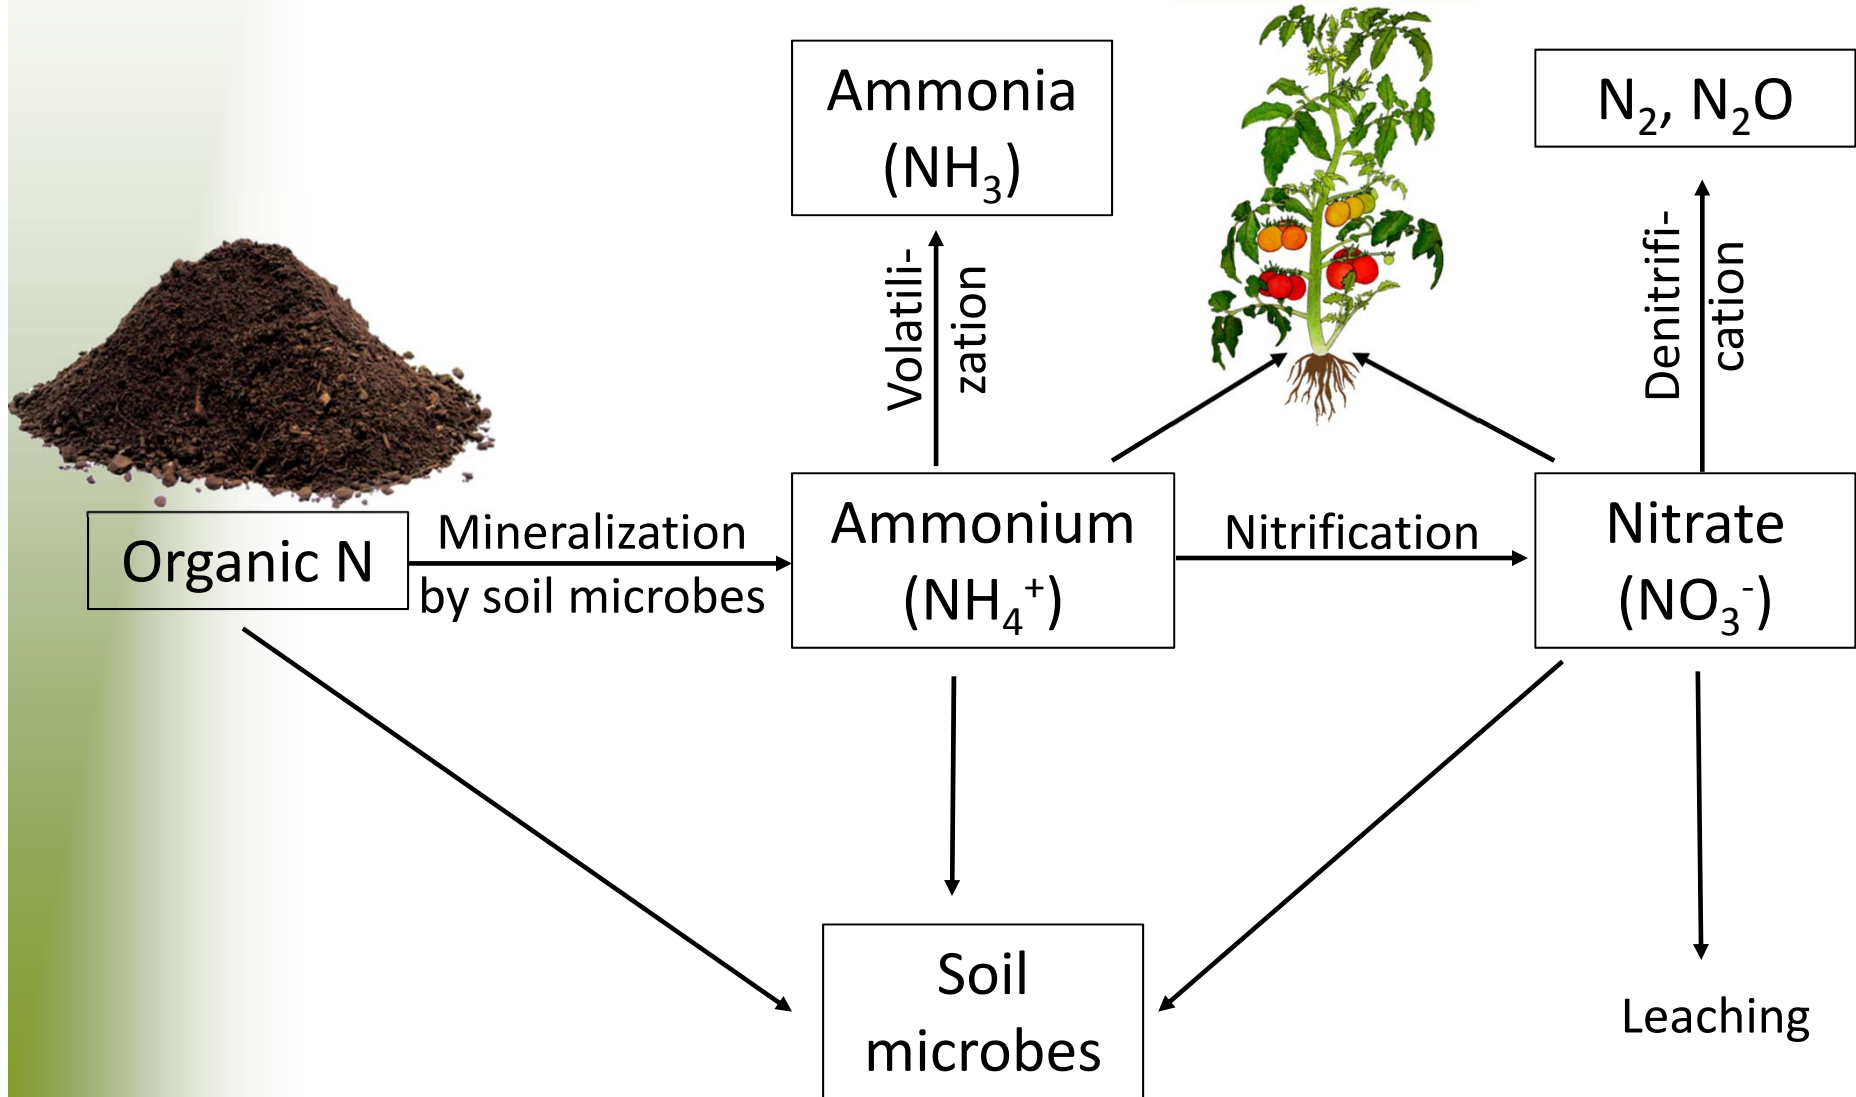 Ammonia
(NH₃)
N₂, N₂O
Volatili-
zation
Denitrifi-
cation
Organic N
Mineralization
by soil microbes
Ammonium
(NH₄⁺)
Nitrification
Nitrate
(NO₃⁻)
Soil
microbes
Leaching